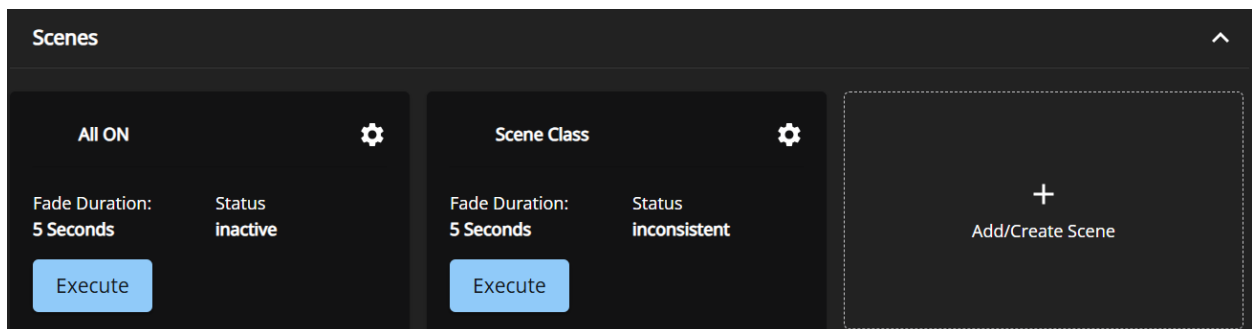 Scenes
All ON
Fade Duration:
Status
5 Seconds
inactive
Execute
Scene Class
Fade Duration:
Status
5 Seconds
inconsistent
Execute
Add/Create Scene